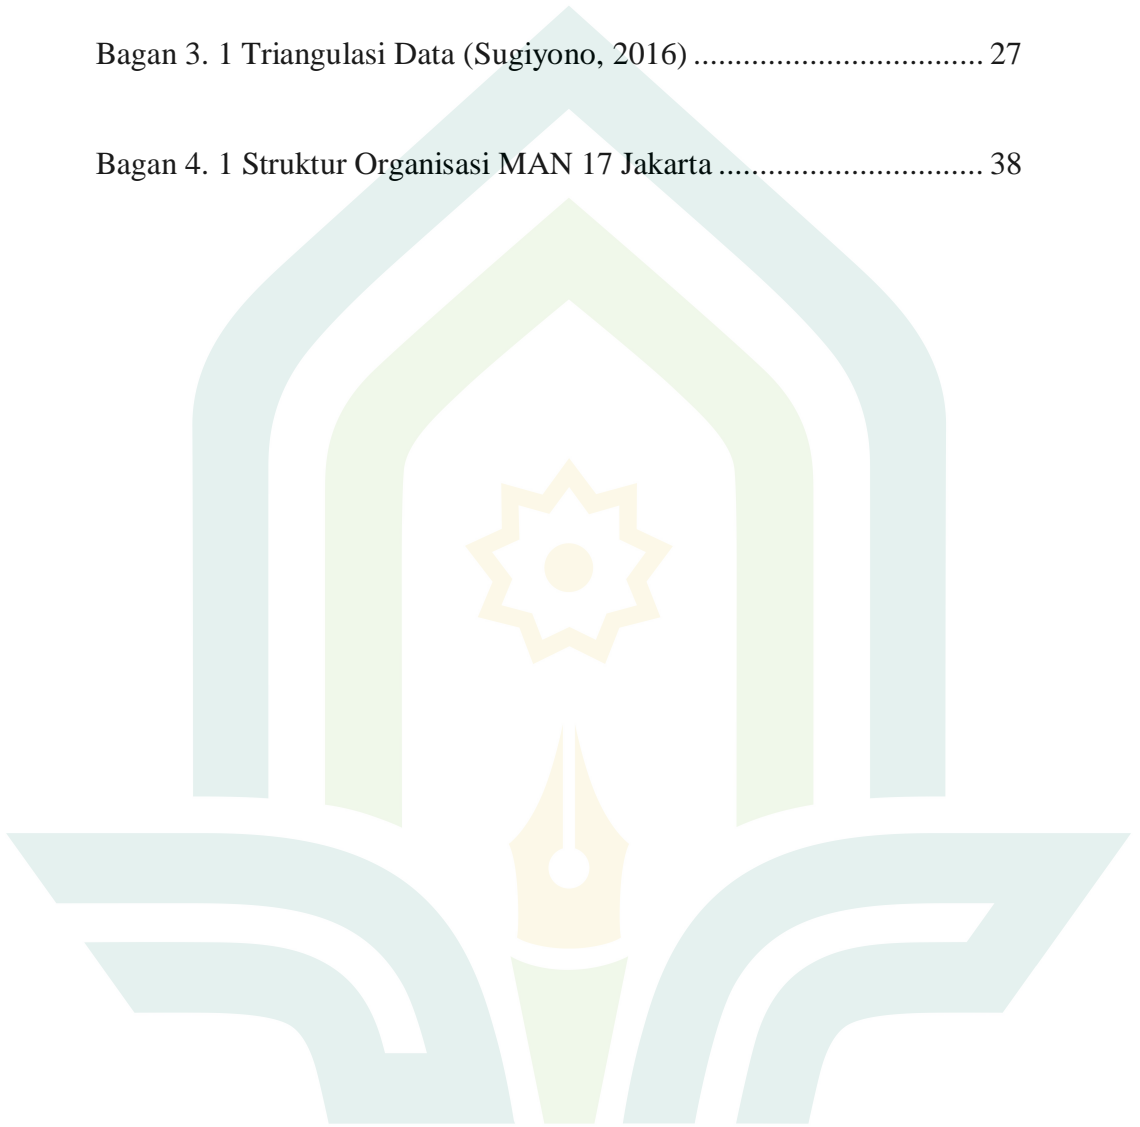 Bagan 3. 1 Triangulasi Data (Sugiyono, 2016) .................................... 27
Bagan 4. 1 Struktur Organisasi MAN 17 Jakarta ................................. 38